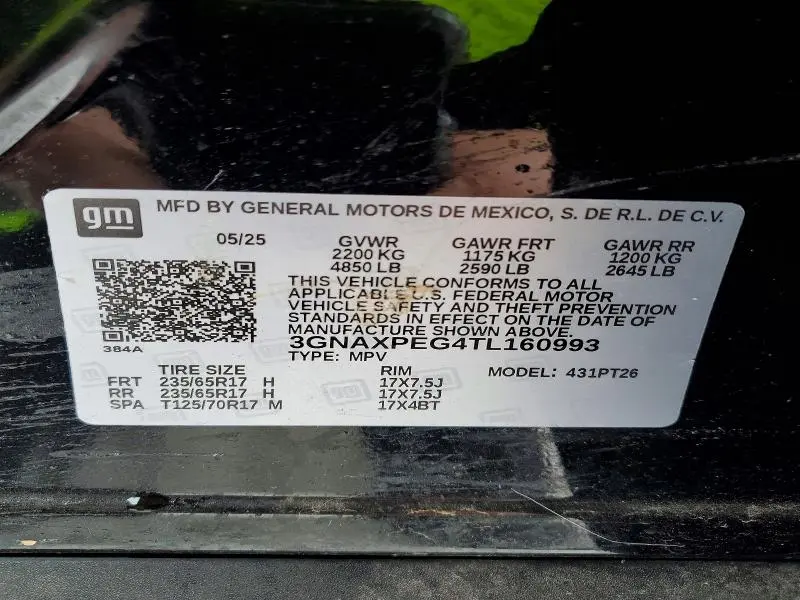 gm
MFD BY GENERAL MOTORS DE MEXICO, S. DE R.L. DE C.V.
05/25 GVWR GAWR FRT GAWR RR
2200 KG 1175 KG 1200 KG
4850 LB 2590 LB 2645 LB
THIS VEHICLE CONFORMS TO ALL
APPLICABLE U.S. FEDERAL MOTOR
VEHICLE SAFETY AND THEFT PREVENTION
STANDARDS IN EFFECT ON THE DATE OF
MANUFACTURE SHOWN ABOVE.
384A
3GNAXPEG4TL160993
TYPE: MPV
TIRE SIZE RIM MODEL: 431PT26
FRT 235/65R17 H 17X7.5J
RR 235/65R17 H 17X7.5J
SPA T125/70R17 M 17X4BT